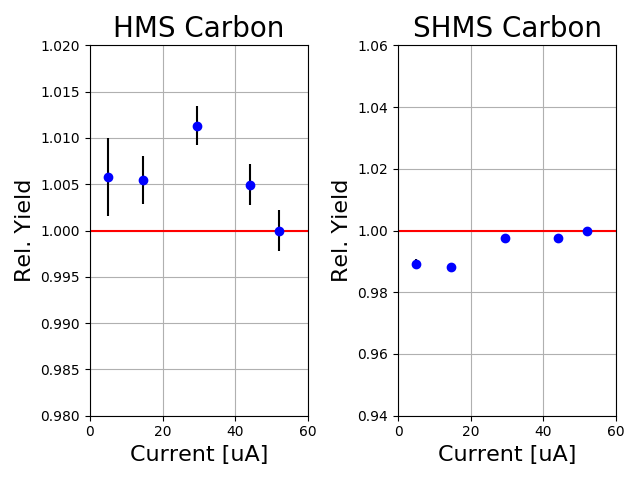 HMS Carbon
Rel. Yield
1.020
1.015
1.010
1.005
1.000
0.995
0.990
0.985
0.980
0 20 40 60
Current [uA]
SHMS Carbon
Rel. Yield
1.06
1.04
1.02
1.00
0.98
0.96
0.94
0 20 40 60
Current [uA]